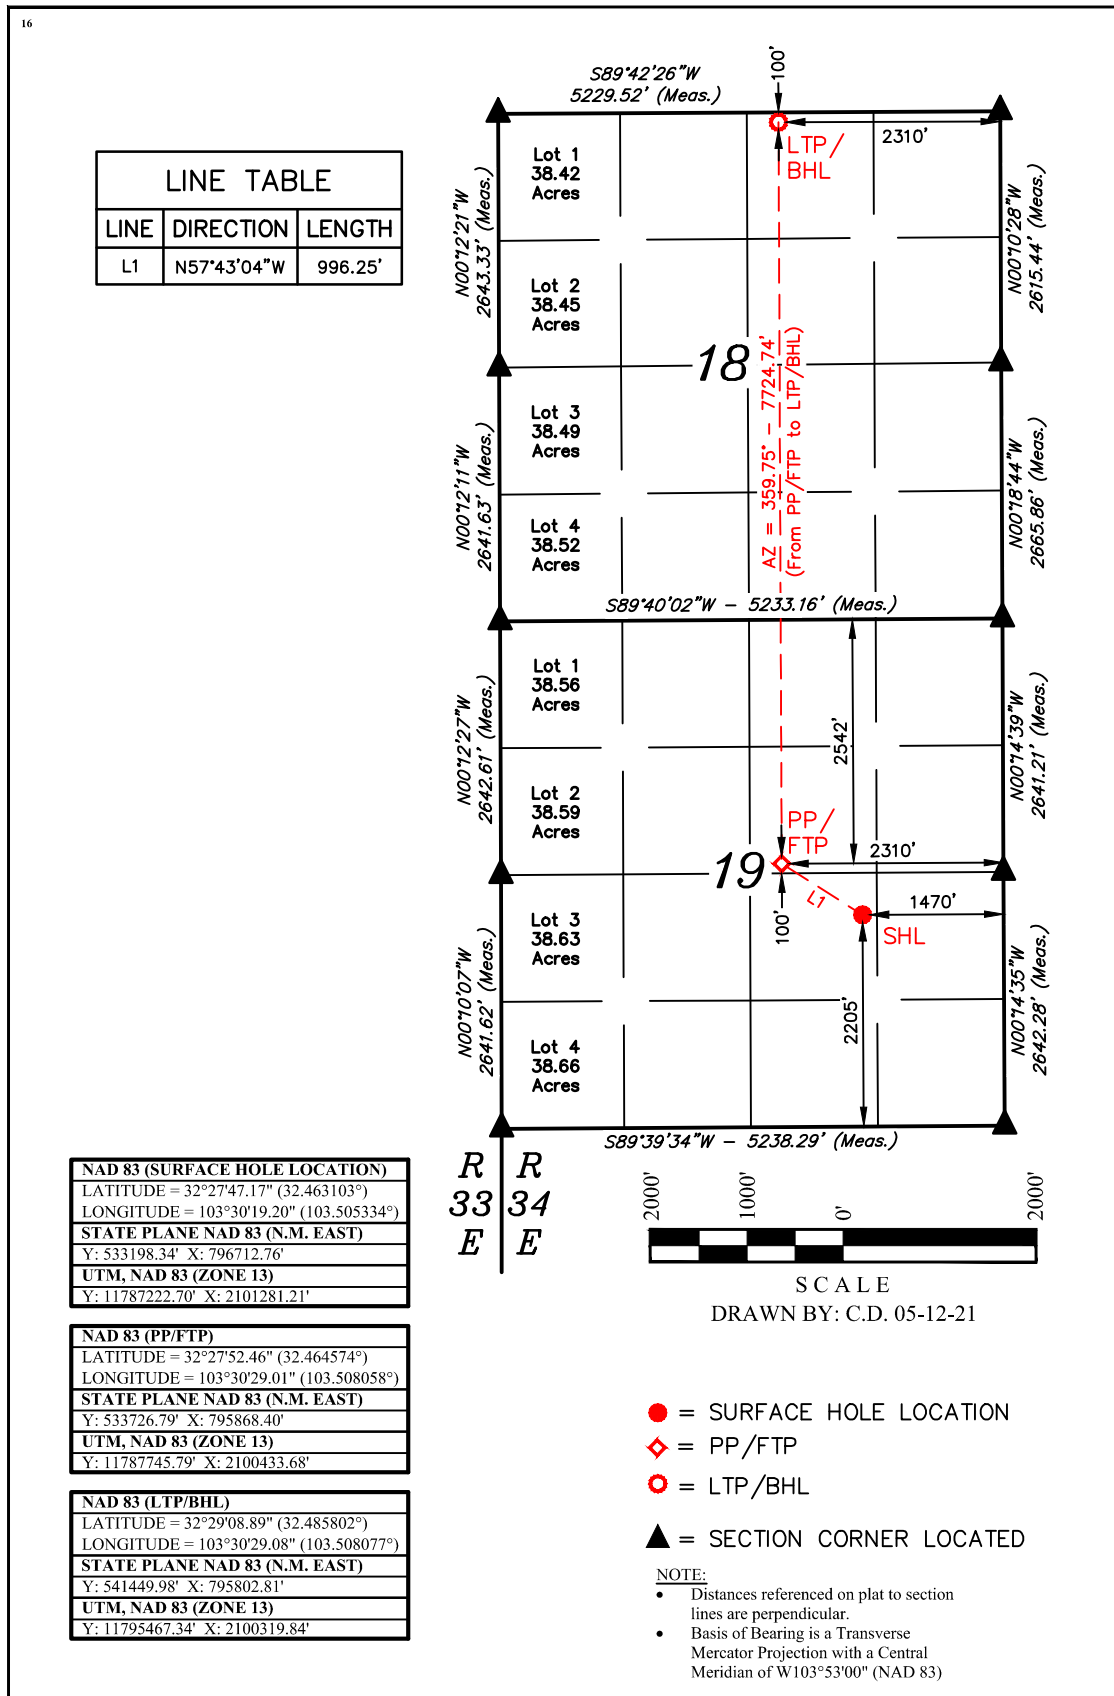 16
S89°42'26"W
5229.52' (Meas.)
100'
2310'
LTP/
BHL
LINE TABLE
LINE DIRECTION LENGTH
L1 N57°43'04"W 996.25'
N00°12'21"W
2643.33' (Meas.)
Lot 1
38.42
Acres
N00°10'28"W
2615.44' (Meas.)
Lot 2
38.45
Acres
18
AZ = 359.75° - 7724.74'
(From PP/FTP to LTP/BHL)
N00°12'11"W
2641.63' (Meas.)
Lot 3
38.49
Acres
N00°18'44"W
2665.86' (Meas.)
Lot 4
38.52
Acres
S89°40'02"W - 5233.16' (Meas.)
N00°12'27"W
2642.61' (Meas.)
Lot 1
38.56
Acres
2542'
N00°14'39"W
2641.21' (Meas.)
Lot 2
38.59
Acres
PP/
FTP
2310'
19
L1
100'
1470'
SHL
N00°10'07"W
2641.62' (Meas.)
Lot 3
38.63
Acres
2205'
N00°14'35"W
2642.28' (Meas.)
Lot 4
38.66
Acres
S89°39'34"W - 5238.29' (Meas.)
R R
33 34
E E
NAD 83 (SURFACE HOLE LOCATION)
LATITUDE = 32°27'47.17" (32.463103°)
LONGITUDE = 103°30'19.20" (103.505334°)
STATE PLANE NAD 83 (N.M. EAST)
Y: 533198.34' X: 796712.76'
UTM, NAD 83 (ZONE 13)
Y: 11787222.70' X: 2101281.21'
NAD 83 (PP/FTP)
LATITUDE = 32°27'52.46" (32.464574°)
LONGITUDE = 103°30'29.01" (103.508058°)
STATE PLANE NAD 83 (N.M. EAST)
Y: 533726.79' X: 795868.40'
UTM, NAD 83 (ZONE 13)
Y: 11787745.79' X: 2100433.68'
NAD 83 (LTP/BHL)
LATITUDE = 32°29'08.89" (32.485802°)
LONGITUDE = 103°30'29.08" (103.508077°)
STATE PLANE NAD 83 (N.M. EAST)
Y: 541449.98' X: 795802.81'
UTM, NAD 83 (ZONE 13)
Y: 11795467.34' X: 2100319.84'
2000' 1000' 0' 2000'
SCALE
DRAWN BY: C.D. 05-12-21
= SURFACE HOLE LOCATION
= PP/FTP
= LTP/BHL
= SECTION CORNER LOCATED
NOTE:
• Distances referenced on plat to section
lines are perpendicular.
• Basis of Bearing is a Transverse
Mercator Projection with a Central
Meridian of W103°53'00" (NAD 83)